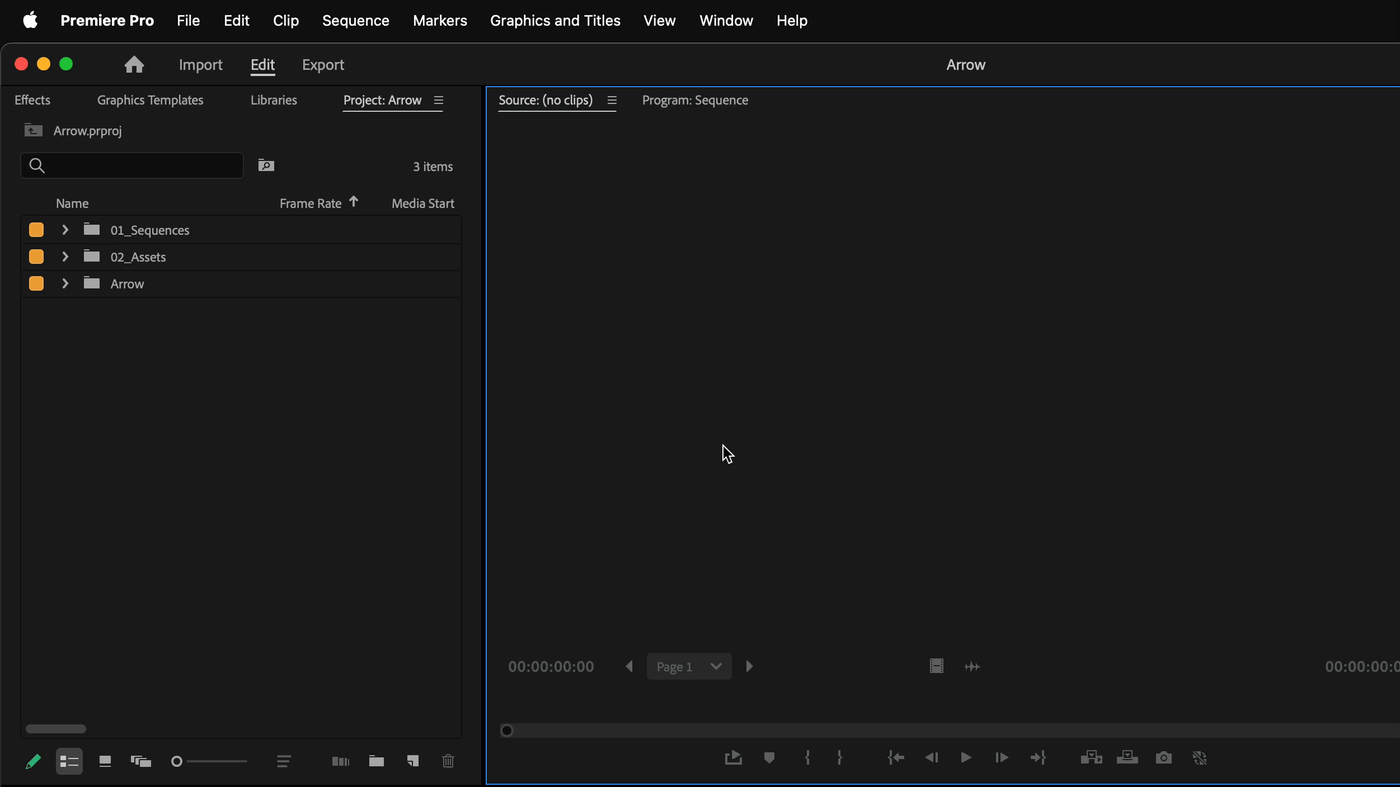 Premiere Pro File Edit Clip Sequence Markers Graphics and Titles View Window Help
Import Edit Export Arrow
Effects Graphics Templates Libraries Project: Arrow Source: (no clips) Program: Sequence
Arrow.prproj
3 items
Name Frame Rate Media Start
01_Sequences
02_Assets
Arrow
00:00:00:00 Page 1 00:00:00:0